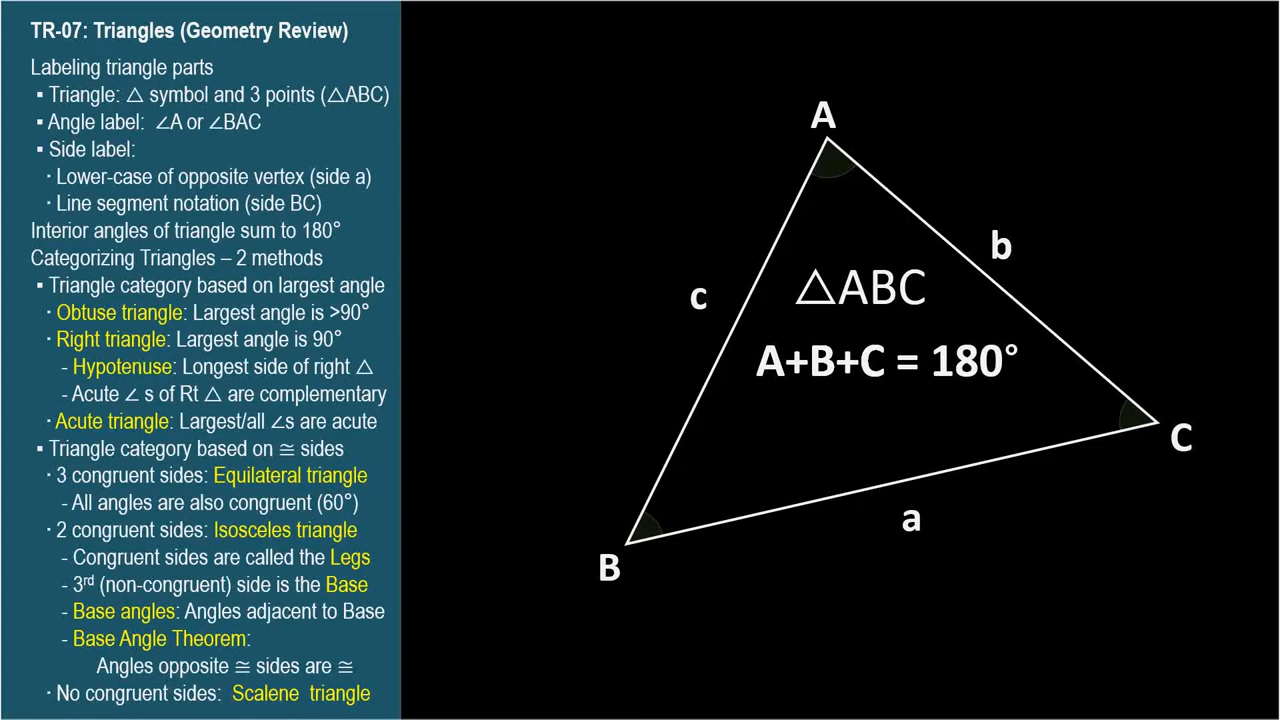 TR-07: Triangles (Geometry Review)
Labeling triangle parts
▪ Triangle: △ symbol and 3 points (△ABC)
▪ Angle label: ∠A or ∠BAC
▪ Side label:
· Lower-case of opposite vertex (side a)
· Line segment notation (side BC)
Interior angles of triangle sum to 180°
Categorizing Triangles – 2 methods
▪ Triangle category based on largest angle
· Obtuse triangle: Largest angle is >90°
· Right triangle: Largest angle is 90°
- Hypotenuse: Longest side of right △
- Acute ∠ s of Rt △ are complementary
· Acute triangle: Largest/all ∠s are acute
▪ Triangle category based on ≅ sides
· 3 congruent sides: Equilateral triangle
- All angles are also congruent (60°)
· 2 congruent sides: Isosceles triangle
- Congruent sides are called the Legs
- 3rd (non-congruent) side is the Base
- Base angles: Angles adjacent to Base
- Base Angle Theorem:
Angles opposite ≅ sides are ≅
· No congruent sides: Scalene triangle
A
b
c
△ABC
A+B+C = 180°
C
a
B